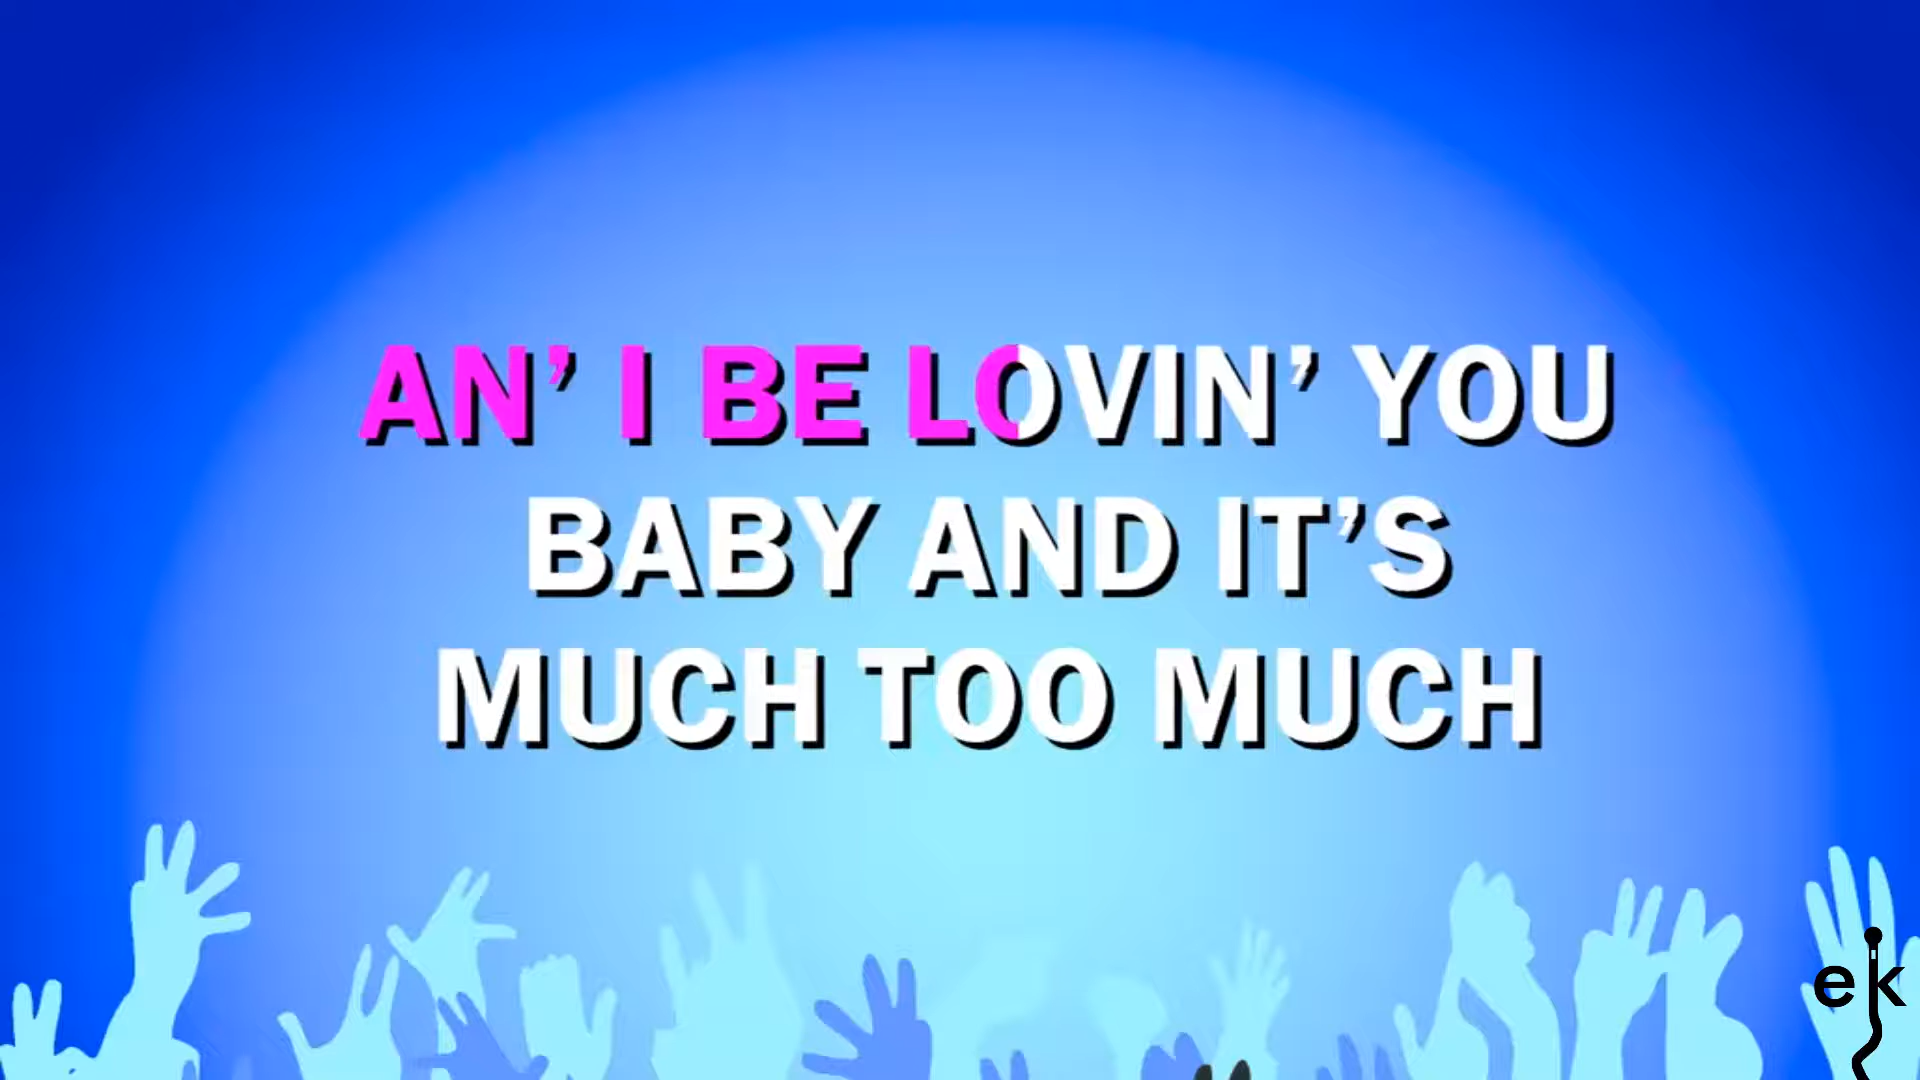 AN’ I BE LOVIN’ YOU
BABY AND IT’S
MUCH TOO MUCH
ek